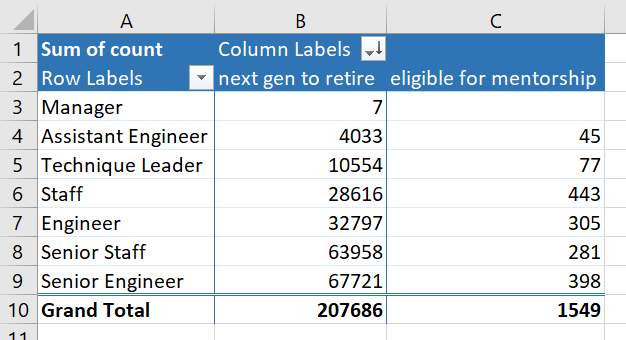 A B C
1 Sum of count Column Labels
2 Row Labels next gen to retire eligible for mentorship
3 Manager 7
4 Assistant Engineer 4033 45
5 Technique Leader 10554 77
6 Staff 28616 443
7 Engineer 32797 305
8 Senior Staff 63958 281
9 Senior Engineer 67721 398
10 Grand Total 207686 1549
11